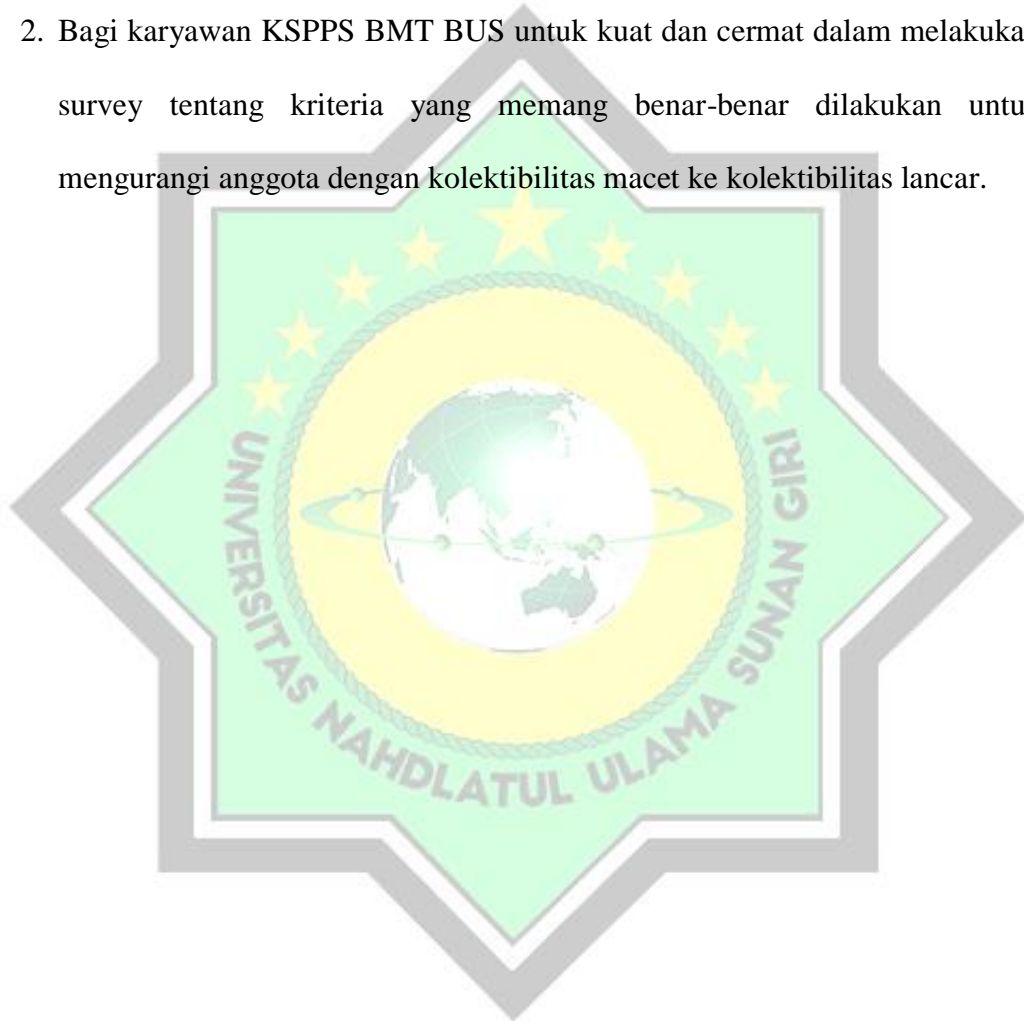 2. Bagi karyawan KSPPS BMT BUS untuk kuat dan cermat dalam melakuka
survey tentang kriteria yang memang benar-benar dilakukan untu
mengurangi anggota dengan kolektibilitas macet ke kolektibilitas lancar.
UNIVERSITAS NAHDLATUL ULAMA SUNAN GIRI